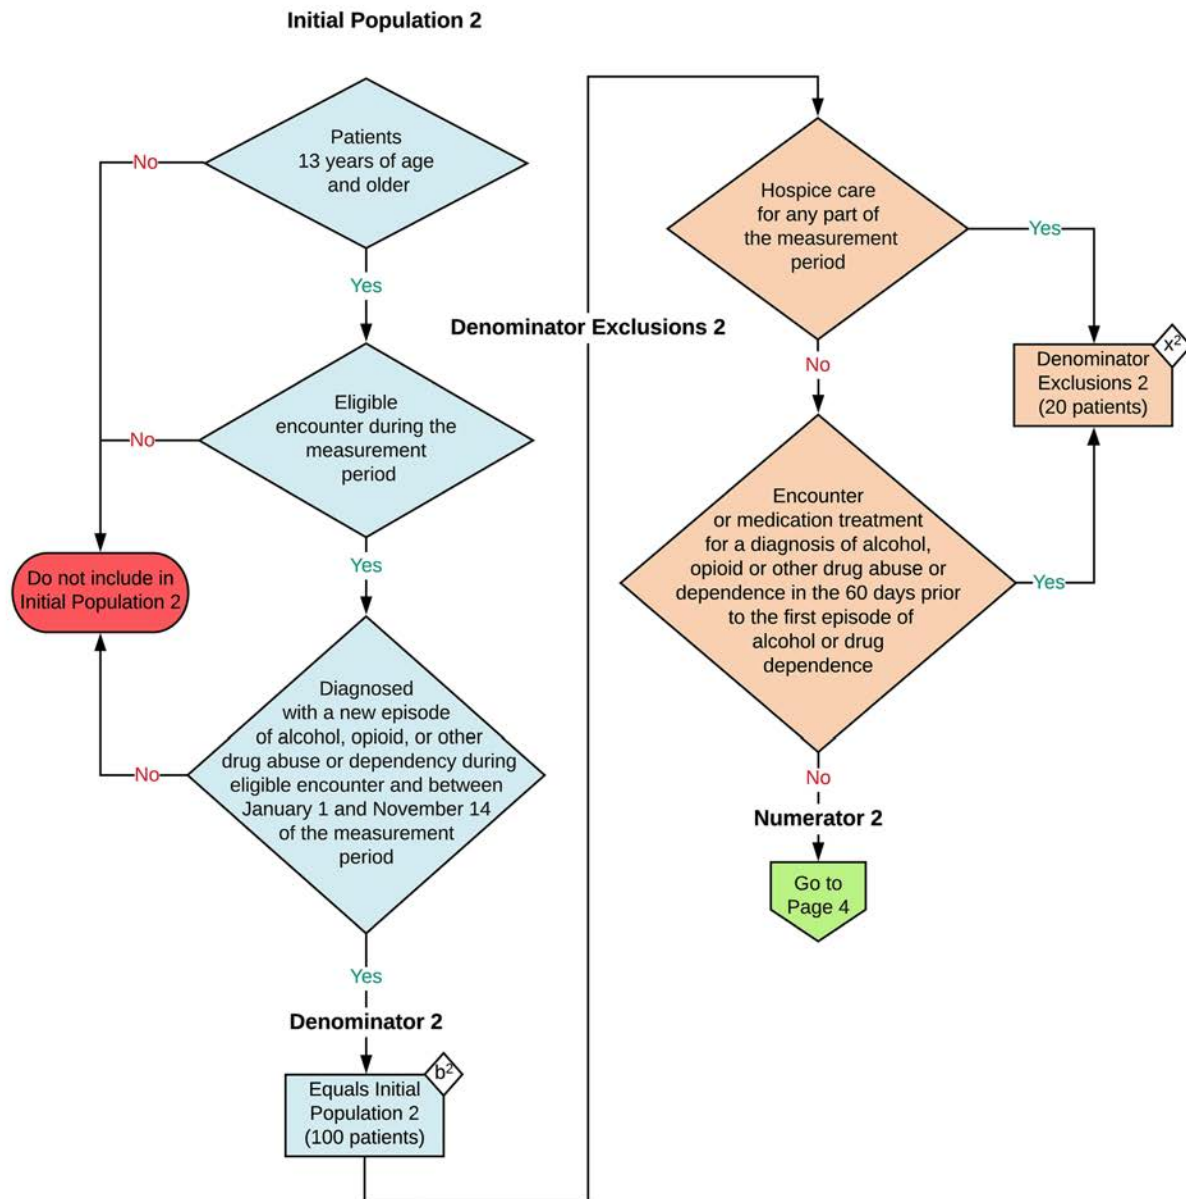 Initial Population 2
Patients
13 years of age
and older
No
Yes
Eligible
encounter during the
measurement
period
No
Yes
Do not include in
Initial Population 2
Diagnosed
with a new episode
of alcohol, opioid, or other
drug abuse or dependency during
eligible encounter and between
January 1 and November 14
of the measurement
period
No
Yes
Denominator 2
b²
Equals Initial
Population 2
(100 patients)
Denominator Exclusions 2
Hospice care
for any part of
the measurement
period
Yes
No
x²
Denominator
Exclusions 2
(20 patients)
Encounter
or medication treatment
for a diagnosis of alcohol,
opioid or other drug abuse or
dependence in the 60 days prior
to the first episode of
alcohol or drug
dependence
Yes
No
Numerator 2
Go to
Page 4